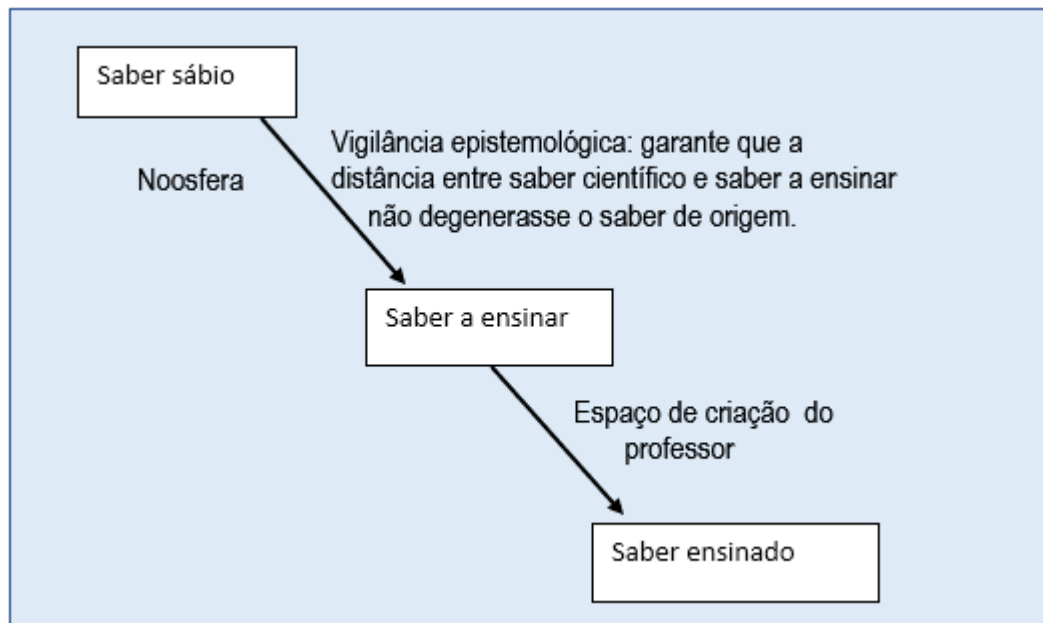 Saber sábio
Noosfera
Vigilância epistemológica: garante que a
distância entre saber científico e saber a ensinar
não degenerasse o saber de origem.
Saber a ensinar
Espaço de criação do
professor
Saber ensinado